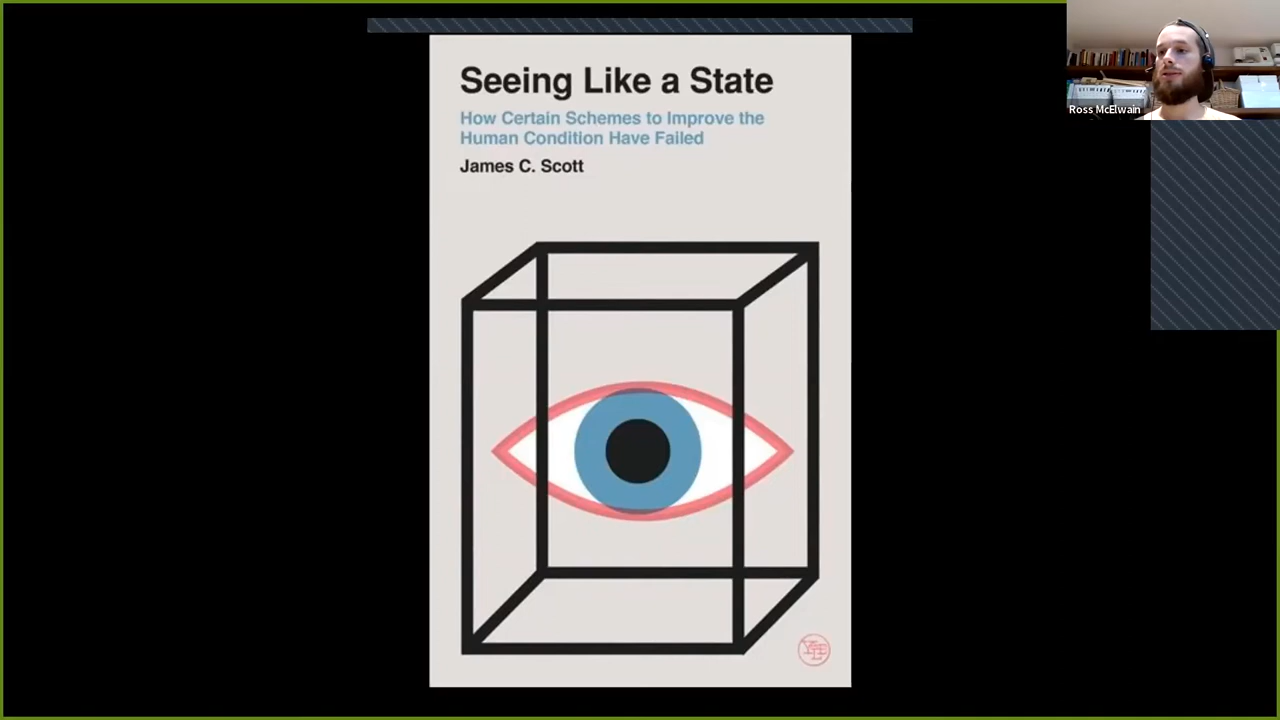 Seeing Like a State
How Certain Schemes to Improve the
Human Condition Have Failed
James C. Scott
Ross McElwain